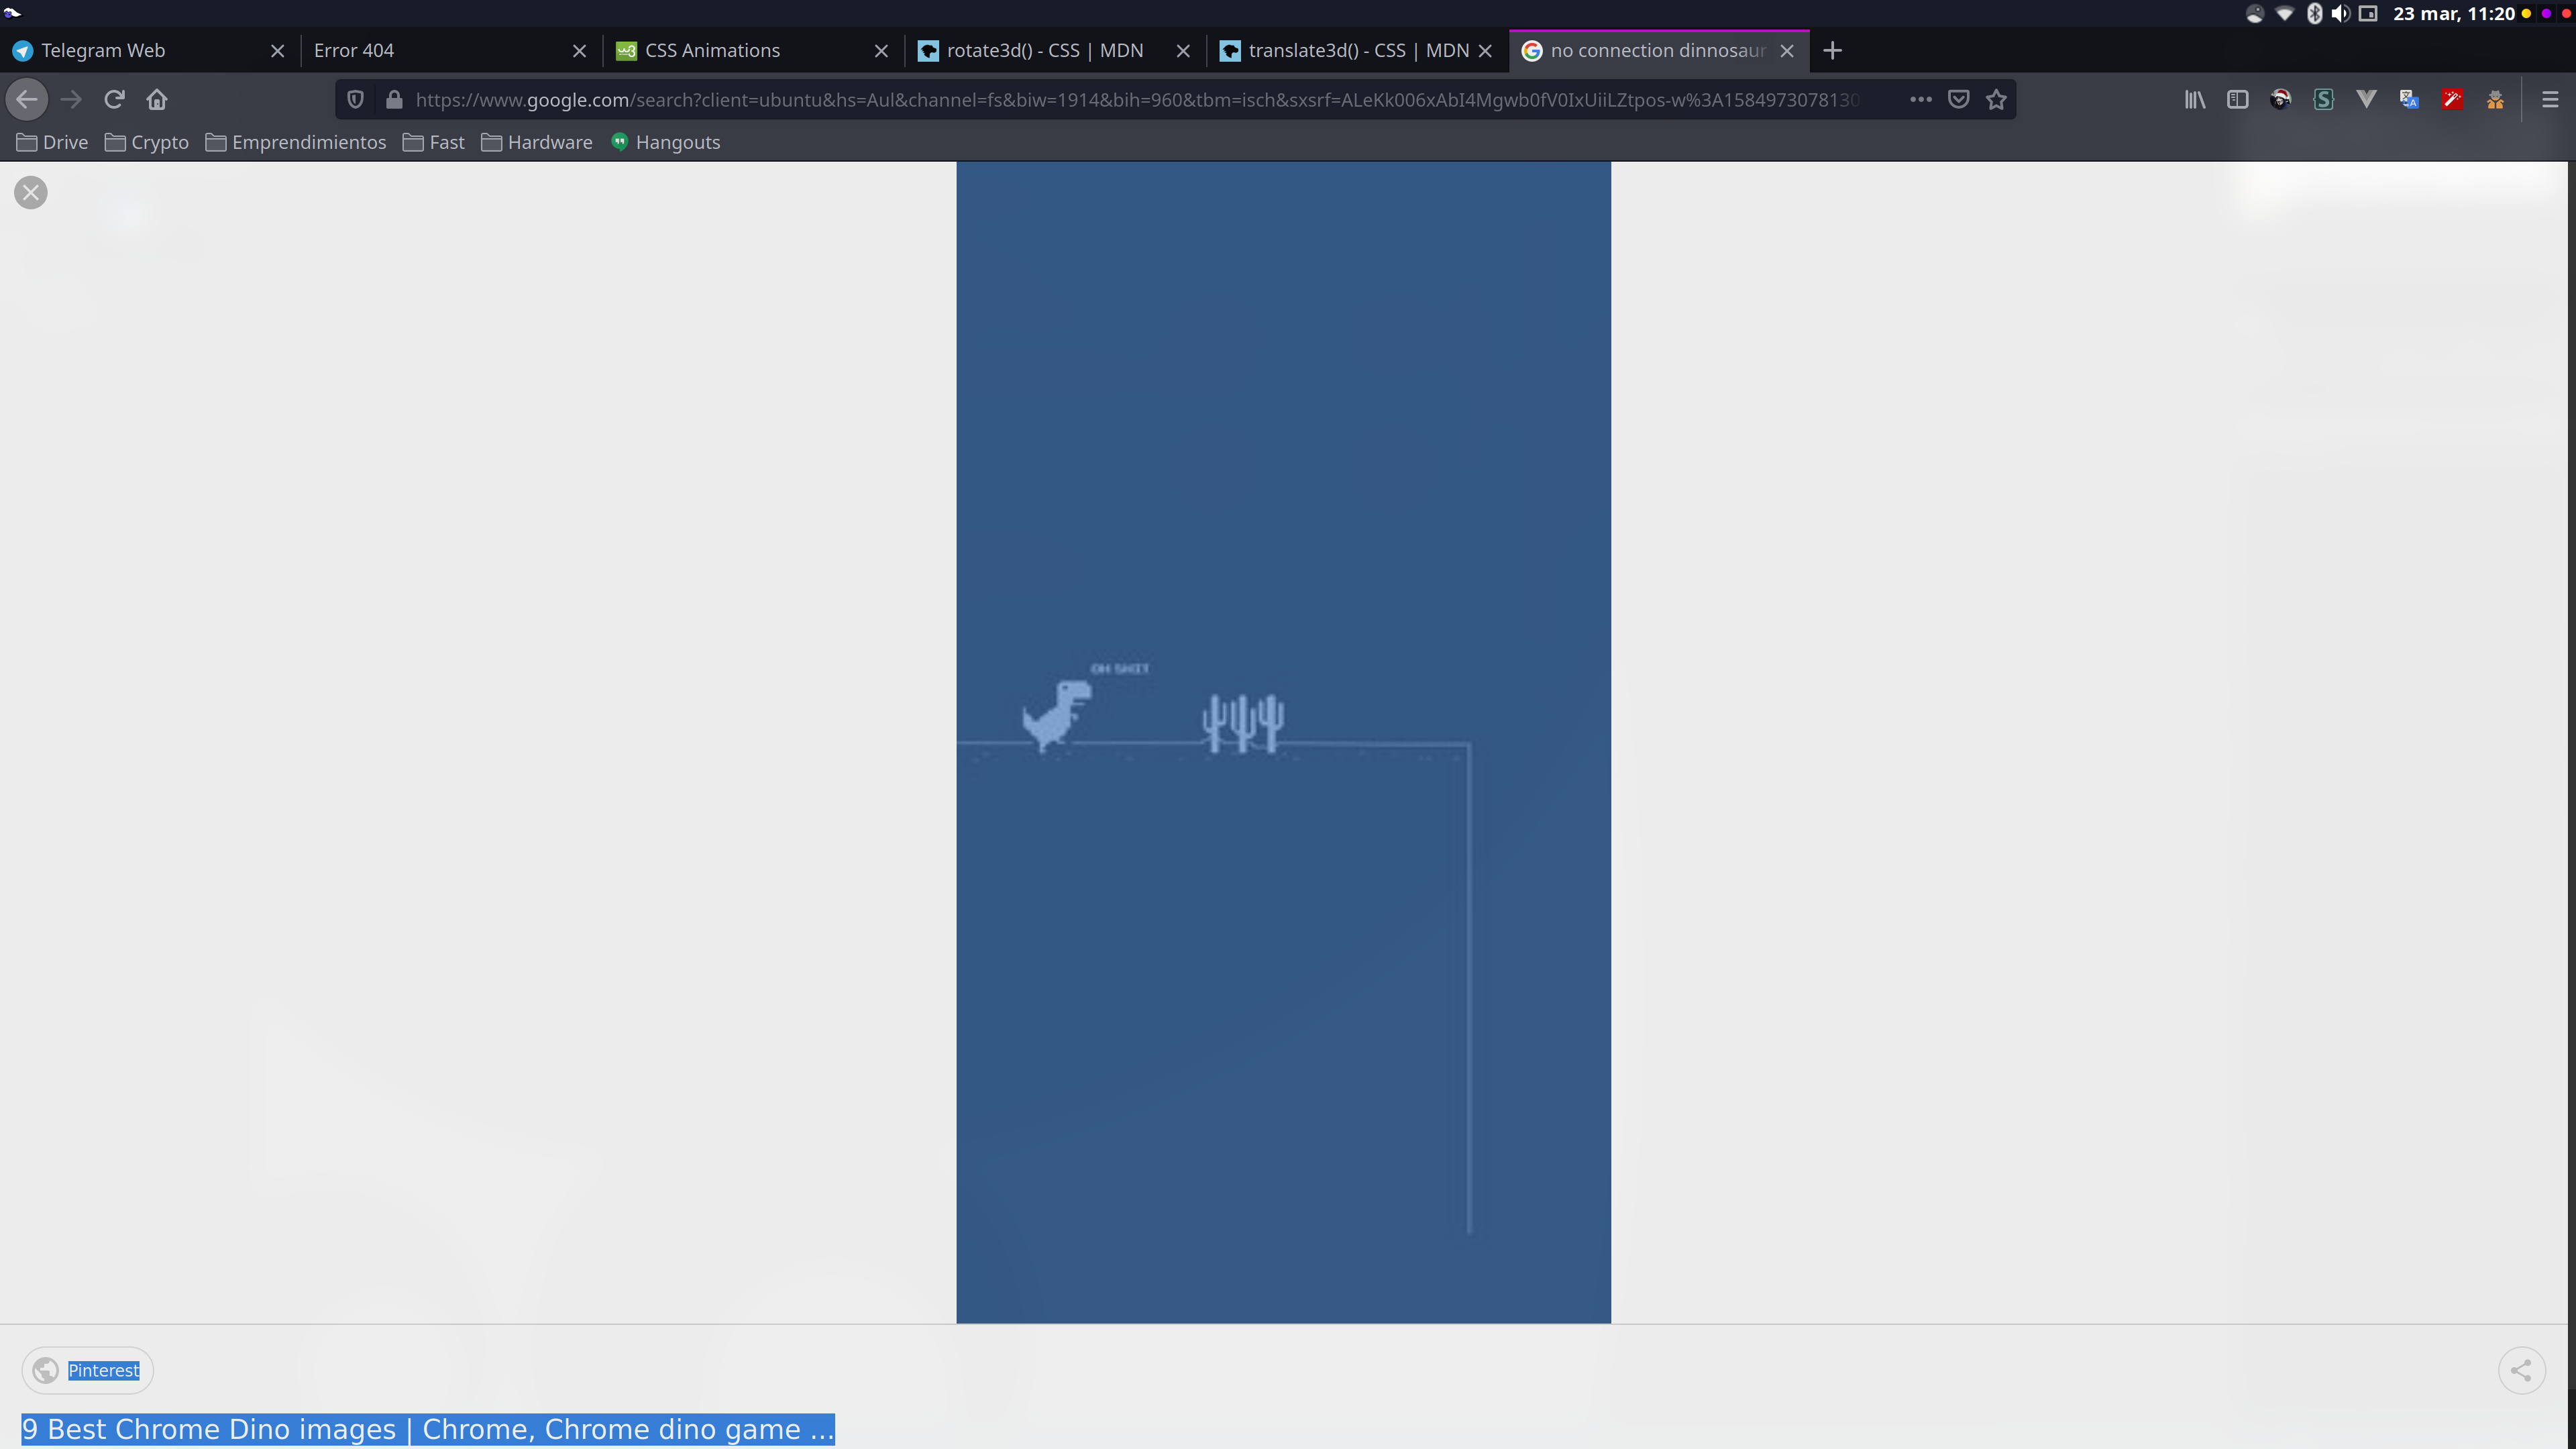 23 mar, 11:20
Telegram Web
Error 404
CSS Animations
rotate3d() - CSS | MDN
translate3d() - CSS | MDN
no connection dinnosaur
https://www.google.com/search?client=ubuntu&hs=Aul&channel=fs&biw=1914&bih=960&tbm=isch&sxsrf=ALeKk006xAbI4Mgwb0fV0IxUiiLZtpos-w%3A1584973078130
Drive
Crypto
Emprendimientos
Fast
Hardware
Hangouts
OH SHIT
Pinterest
9 Best Chrome Dino images | Chrome, Chrome dino game ...